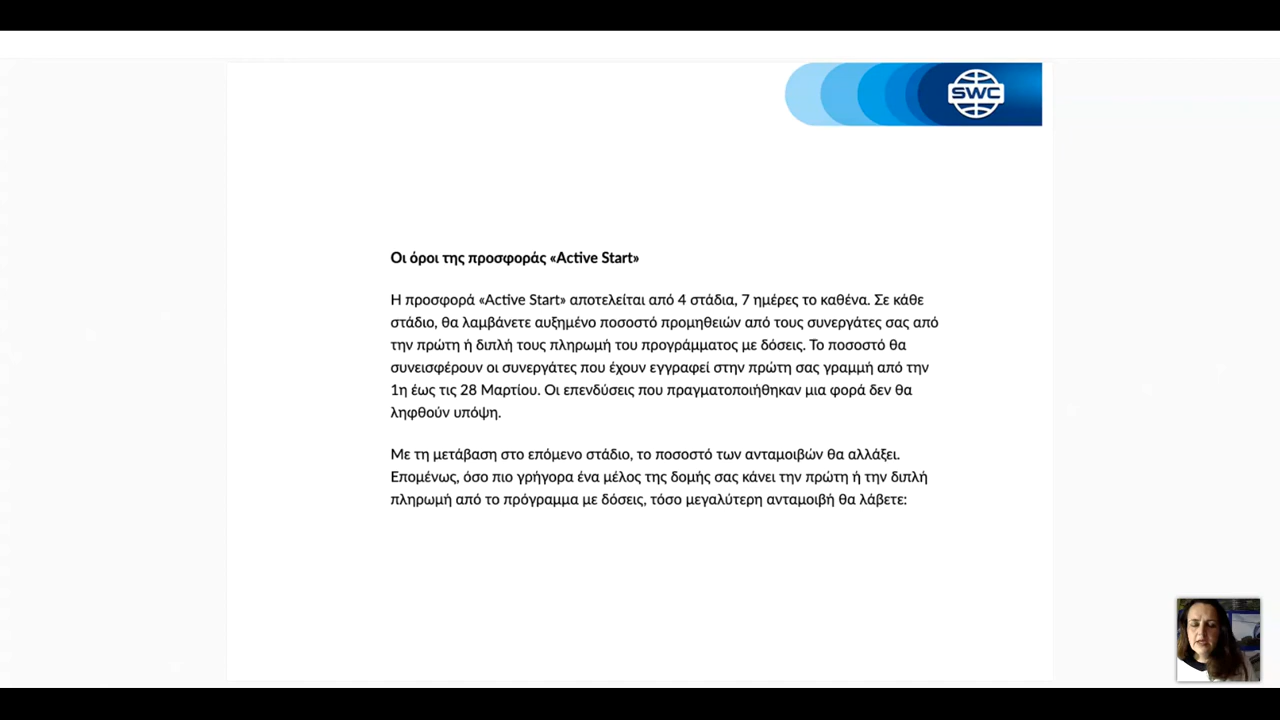 SWC
Οι όροι της προσφοράς «Active Start»
Η προσφορά «Active Start» αποτελείται από 4 στάδια, 7 ημέρες το καθένα. Σε κάθε
στάδιο, θα λαμβάνετε αυξημένο ποσοστό προμηθειών από τους συνεργάτες σας από
την πρώτη ή διπλή τους πληρωμή του προγράμματος με δόσεις. Το ποσοστό θα
συνεισφέρουν οι συνεργάτες που έχουν εγγραφεί στην πρώτη σας γραμμή από την
1η έως τις 28 Μαρτίου. Οι επενδύσεις που πραγματοποιήθηκαν μια φορά δεν θα
ληφθούν υπόψη.
Με τη μετάβαση στο επόμενο στάδιο, το ποσοστό των ανταμοιβών θα αλλάξει.
Επομένως, όσο πιο γρήγορα ένα μέλος της δομής σας κάνει την πρώτη ή την διπλή
πληρωμή από το πρόγραμμα με δόσεις, τόσο μεγαλύτερη ανταμοιβή θα λάβετε: